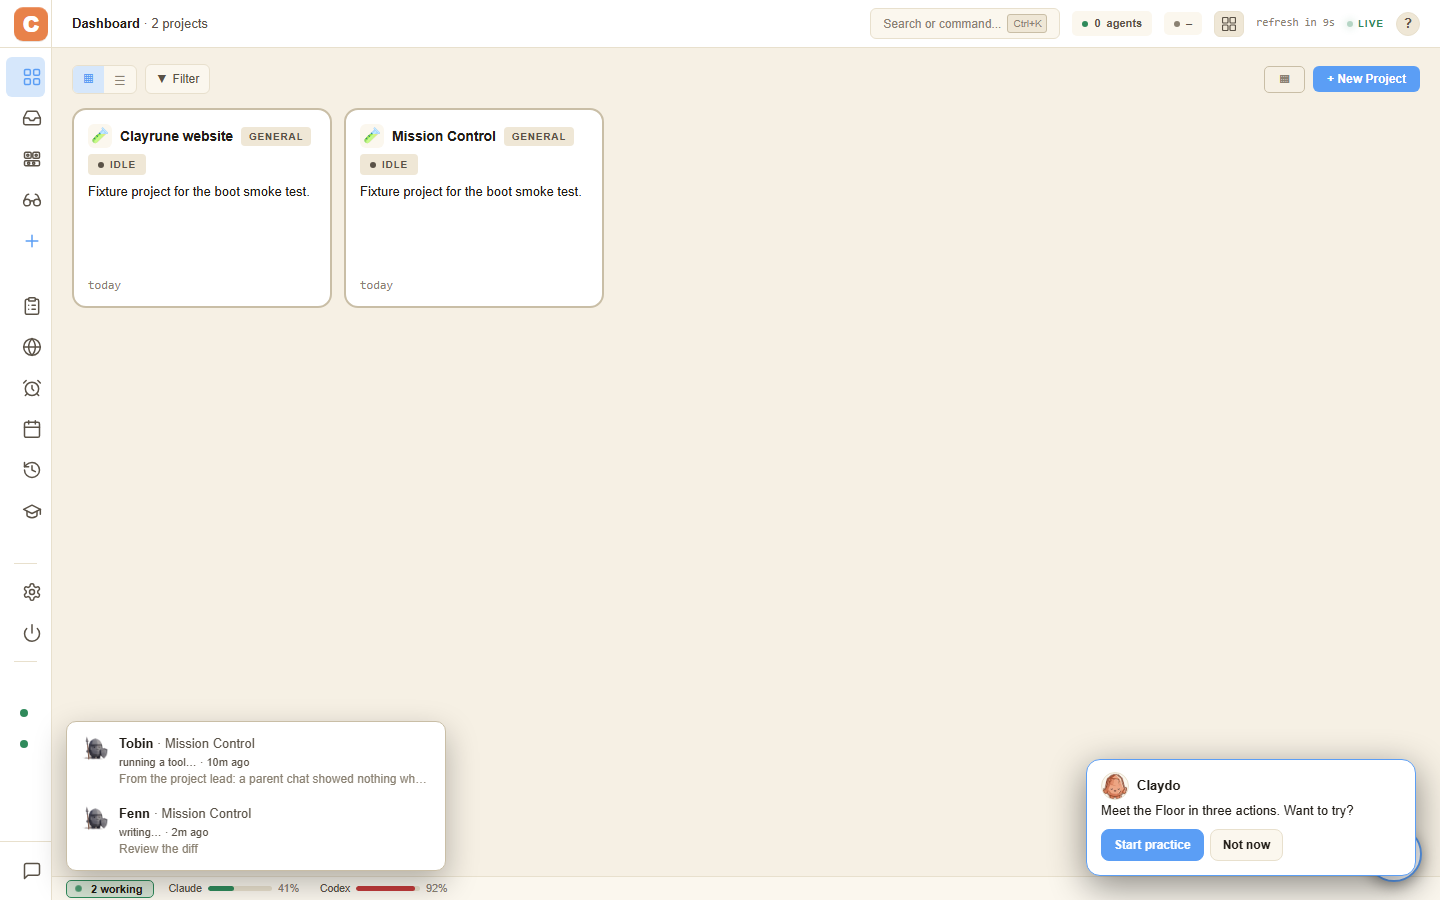 C
Dashboard · 2 projects
Search or command... Ctrl+K
0 agents
–
refresh in 9s
LIVE
?
▼ Filter
+ New Project
Clayrune website GENERAL
IDLE
Fixture project for the boot smoke test.
today
Mission Control GENERAL
IDLE
Fixture project for the boot smoke test.
today
Tobin · Mission Control
running a tool... · 10m ago
From the project lead: a parent chat showed nothing wh...
Fenn · Mission Control
writing... · 2m ago
Review the diff
Claydo
Meet the Floor in three actions. Want to try?
Start practice
Not now
2 working
Claude 41%
Codex 92%